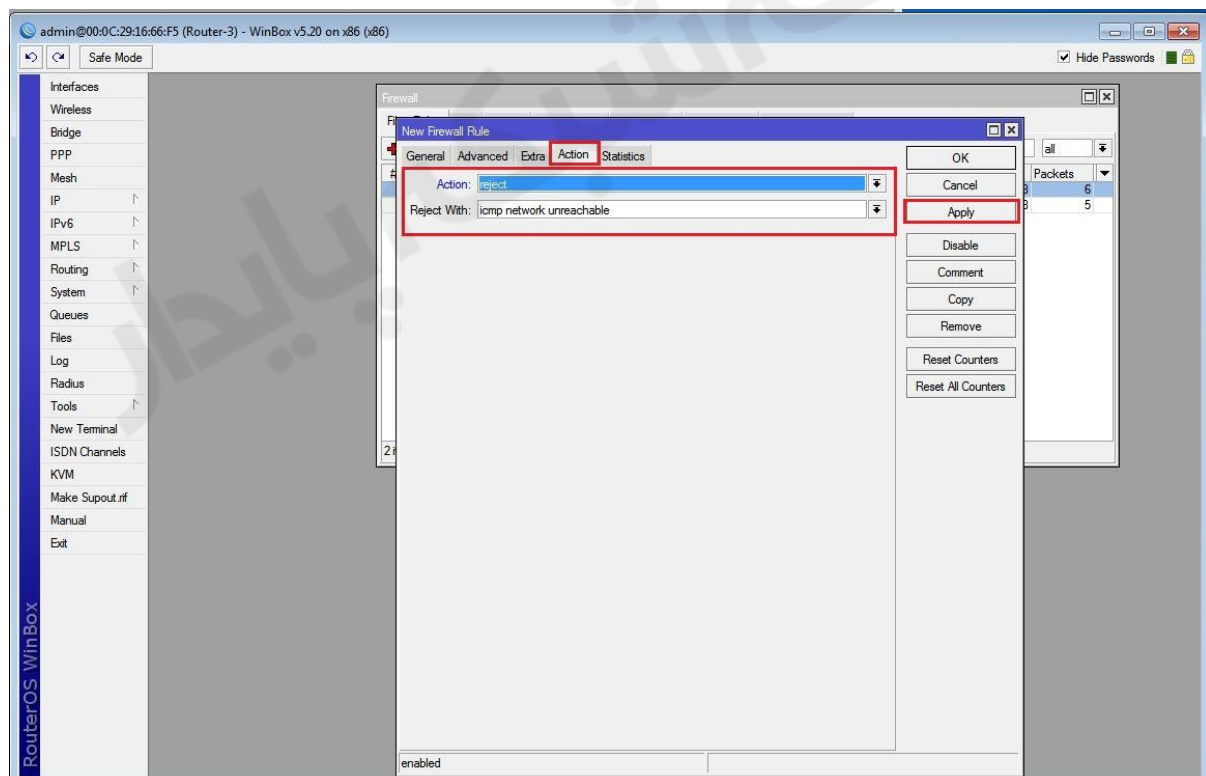 admin@00:0C:29:16:66:F5 (Router-3) - WinBox v5.20 on x86 (x86)
Safe Mode
Hide Passwords
Interfaces
Wireless
Bridge
PPP
Mesh
IP
IPv6
MPLS
Routing
System
Queues
Files
Log
Radius
Tools
New Terminal
ISDN Channels
KVM
Make Supout.rif
Manual
Exit
RouterOS WinBox
Firewall
all
#
Packets
6
5
New Firewall Rule
General Advanced Extra Action Statistics
Action: reject
Reject With: icmp network unreachable
OK
Cancel
Apply
Disable
Comment
Copy
Remove
Reset Counters
Reset All Counters
enabled